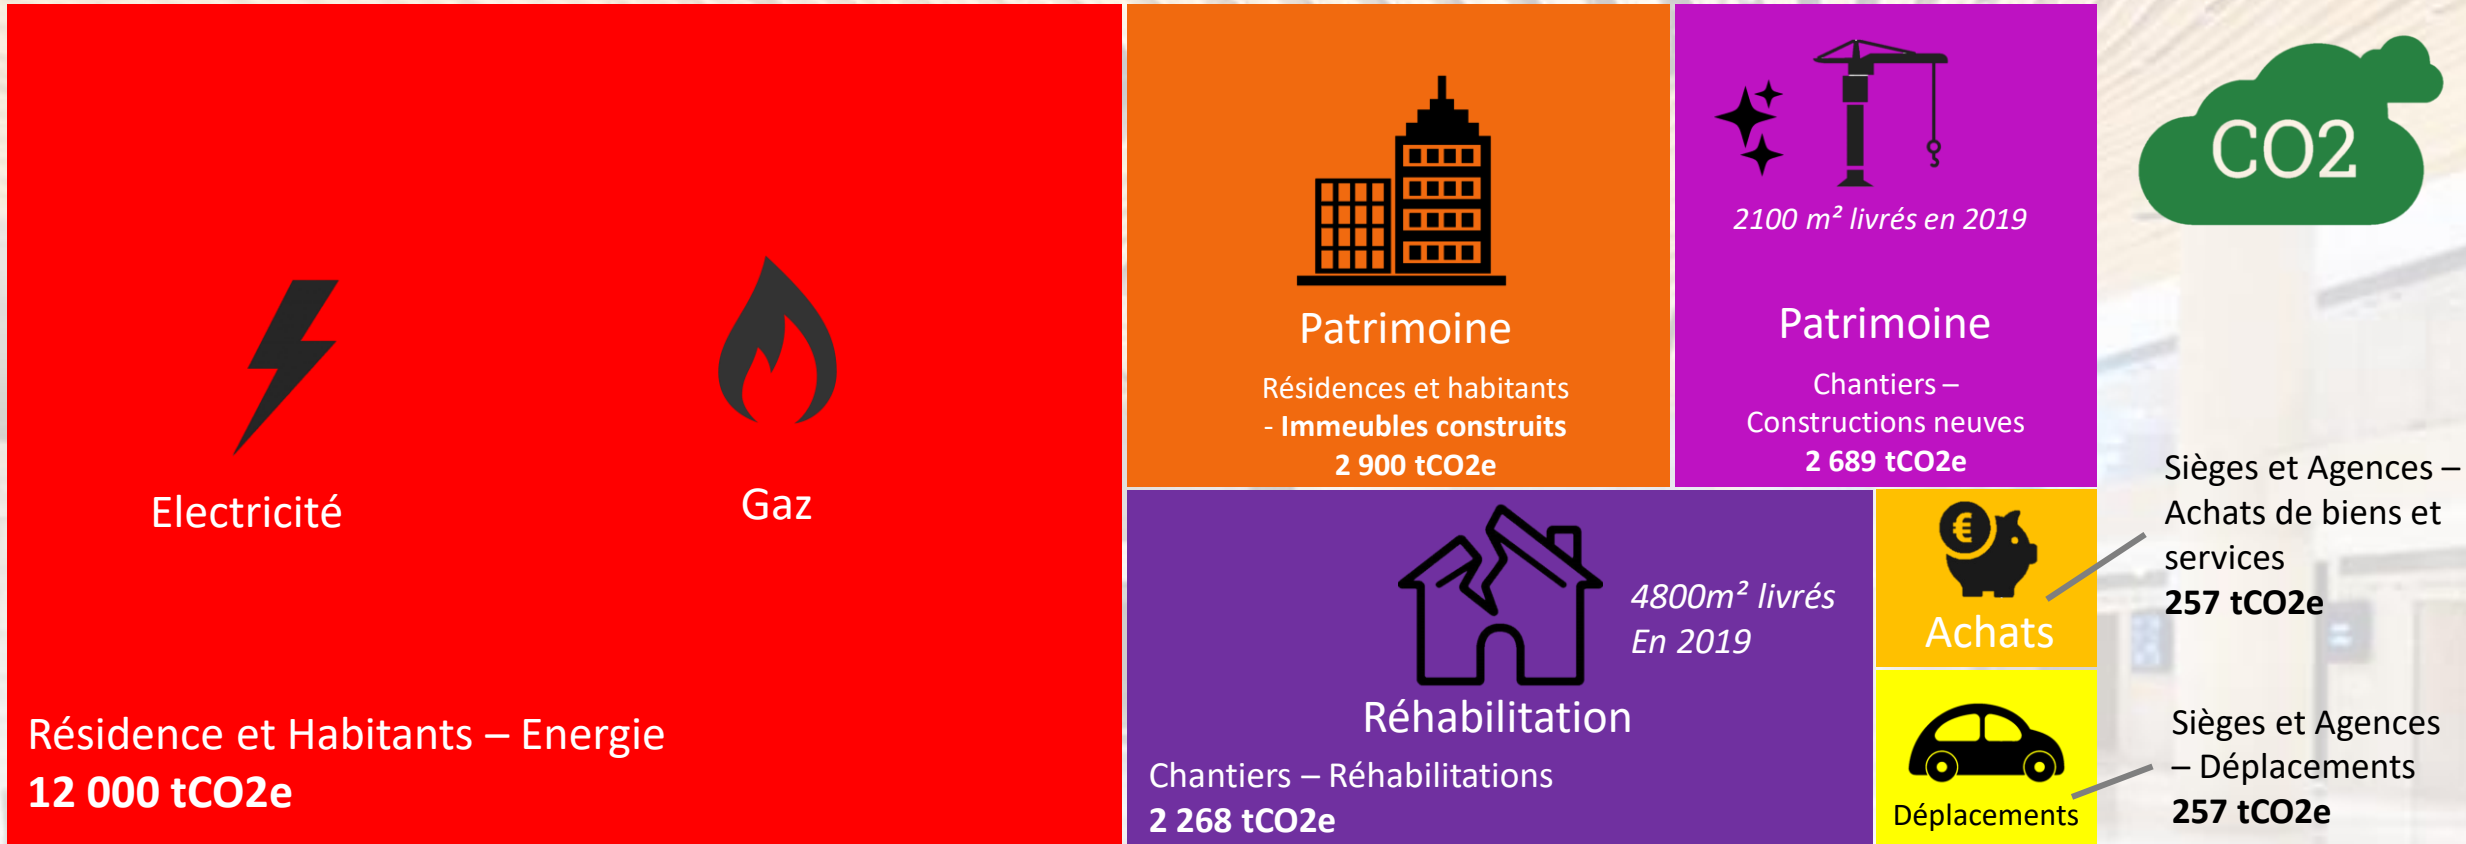 Electricité
Gaz
Résidence et Habitants – Energie
12 000 tCO2e
Patrimoine
Résidences et habitants
- Immeubles construits
2 900 tCO2e
2100 m² livrés en 2019
Patrimoine
Chantiers –
Constructions neuves
2 689 tCO2e
4800m² livrés
En 2019
Réhabilitation
Chantiers – Réhabilitations
2 268 tCO2e
€
Achats
Déplacements
CO2
Sièges et Agences –
Achats de biens et
services
257 tCO2e
Sièges et Agences
– Déplacements
257 tCO2e